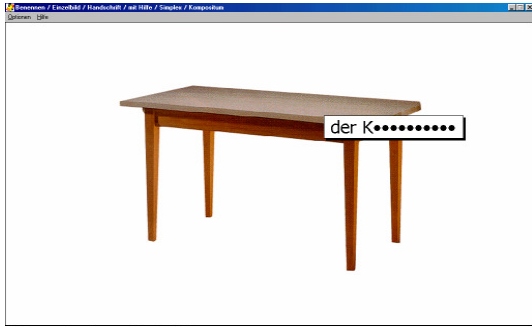 Benennen / Einzelbild / Handschrift / mit Hilfe / Simplex / Kompositum
Optionen Hilfe
der K●●●●●●●●●●